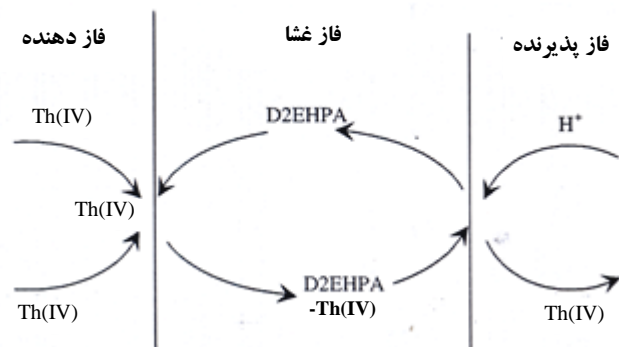 فاز دهنده
فاز غشا
فاز پذیرنده
Th(IV)
D2EHPA
H⁺
Th(IV)
D2EHPA
-Th(IV)
Th(IV)
Th(IV)